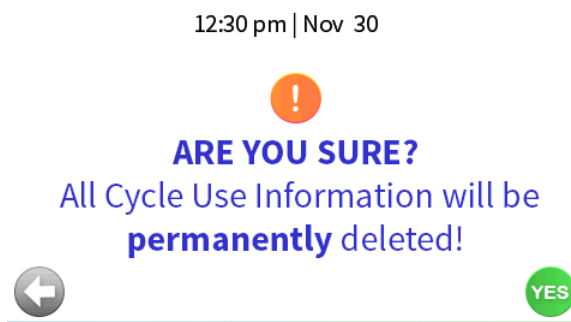 12:30 pm | Nov 30
!
ARE YOU SURE?
All Cycle Use Information will be
permanently deleted!
YES